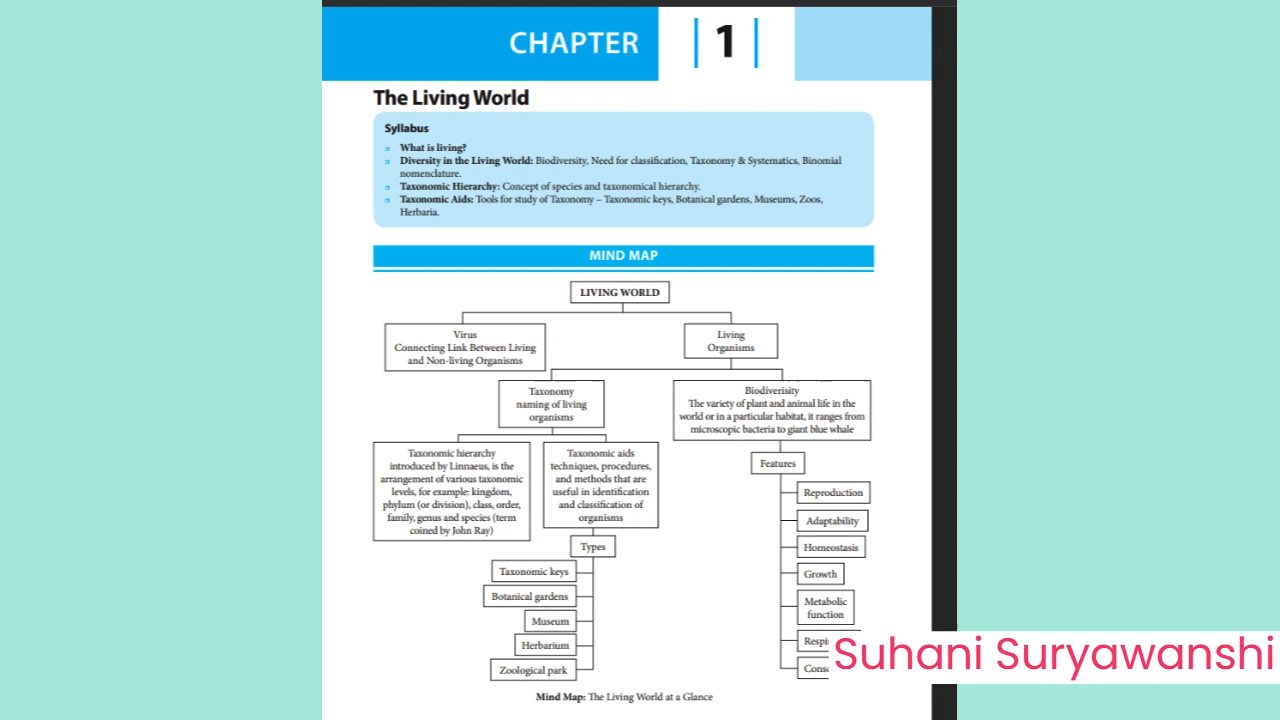 CHAPTER
1
The Living World
Syllabus
What is living?
Diversity in the Living World: Biodiversity, Need for classification, Taxonomy & Systematics, Binomial
nomenclature.
Taxonomic Hierarchy: Concept of species and taxonomical hierarchy.
Taxonomic Aids: Tools for study of Taxonomy – Taxonomic keys, Botanical gardens, Museums, Zoos,
Herbaria.
MIND MAP
LIVING WORLD
Virus
Connecting Link Between Living
and Non-living Organisms
Living
Organisms
Taxonomy
naming of living
organisms
Biodiverisity
The variety of plant and animal life in the
world or in a particular habitat, it ranges from
microscopic bacteria to giant blue whale
Taxonomic hierarchy
introduced by Linnaeus, is the
arrangement of various taxonomic
levels, for example: kingdom,
phylum (or division), class, order,
family, genus and species (term
coined by John Ray)
Taxonomic aids
techniques, procedures,
and methods that are
useful in identification
and classification of
organisms
Types
Taxonomic keys
Botanical gardens
Museum
Herbarium
Zoological park
Features
Reproduction
Adaptability
Homeostasis
Growth
Metabolic
function
Suhani Suryawanshi
Mind Map: The Living World at a Glance